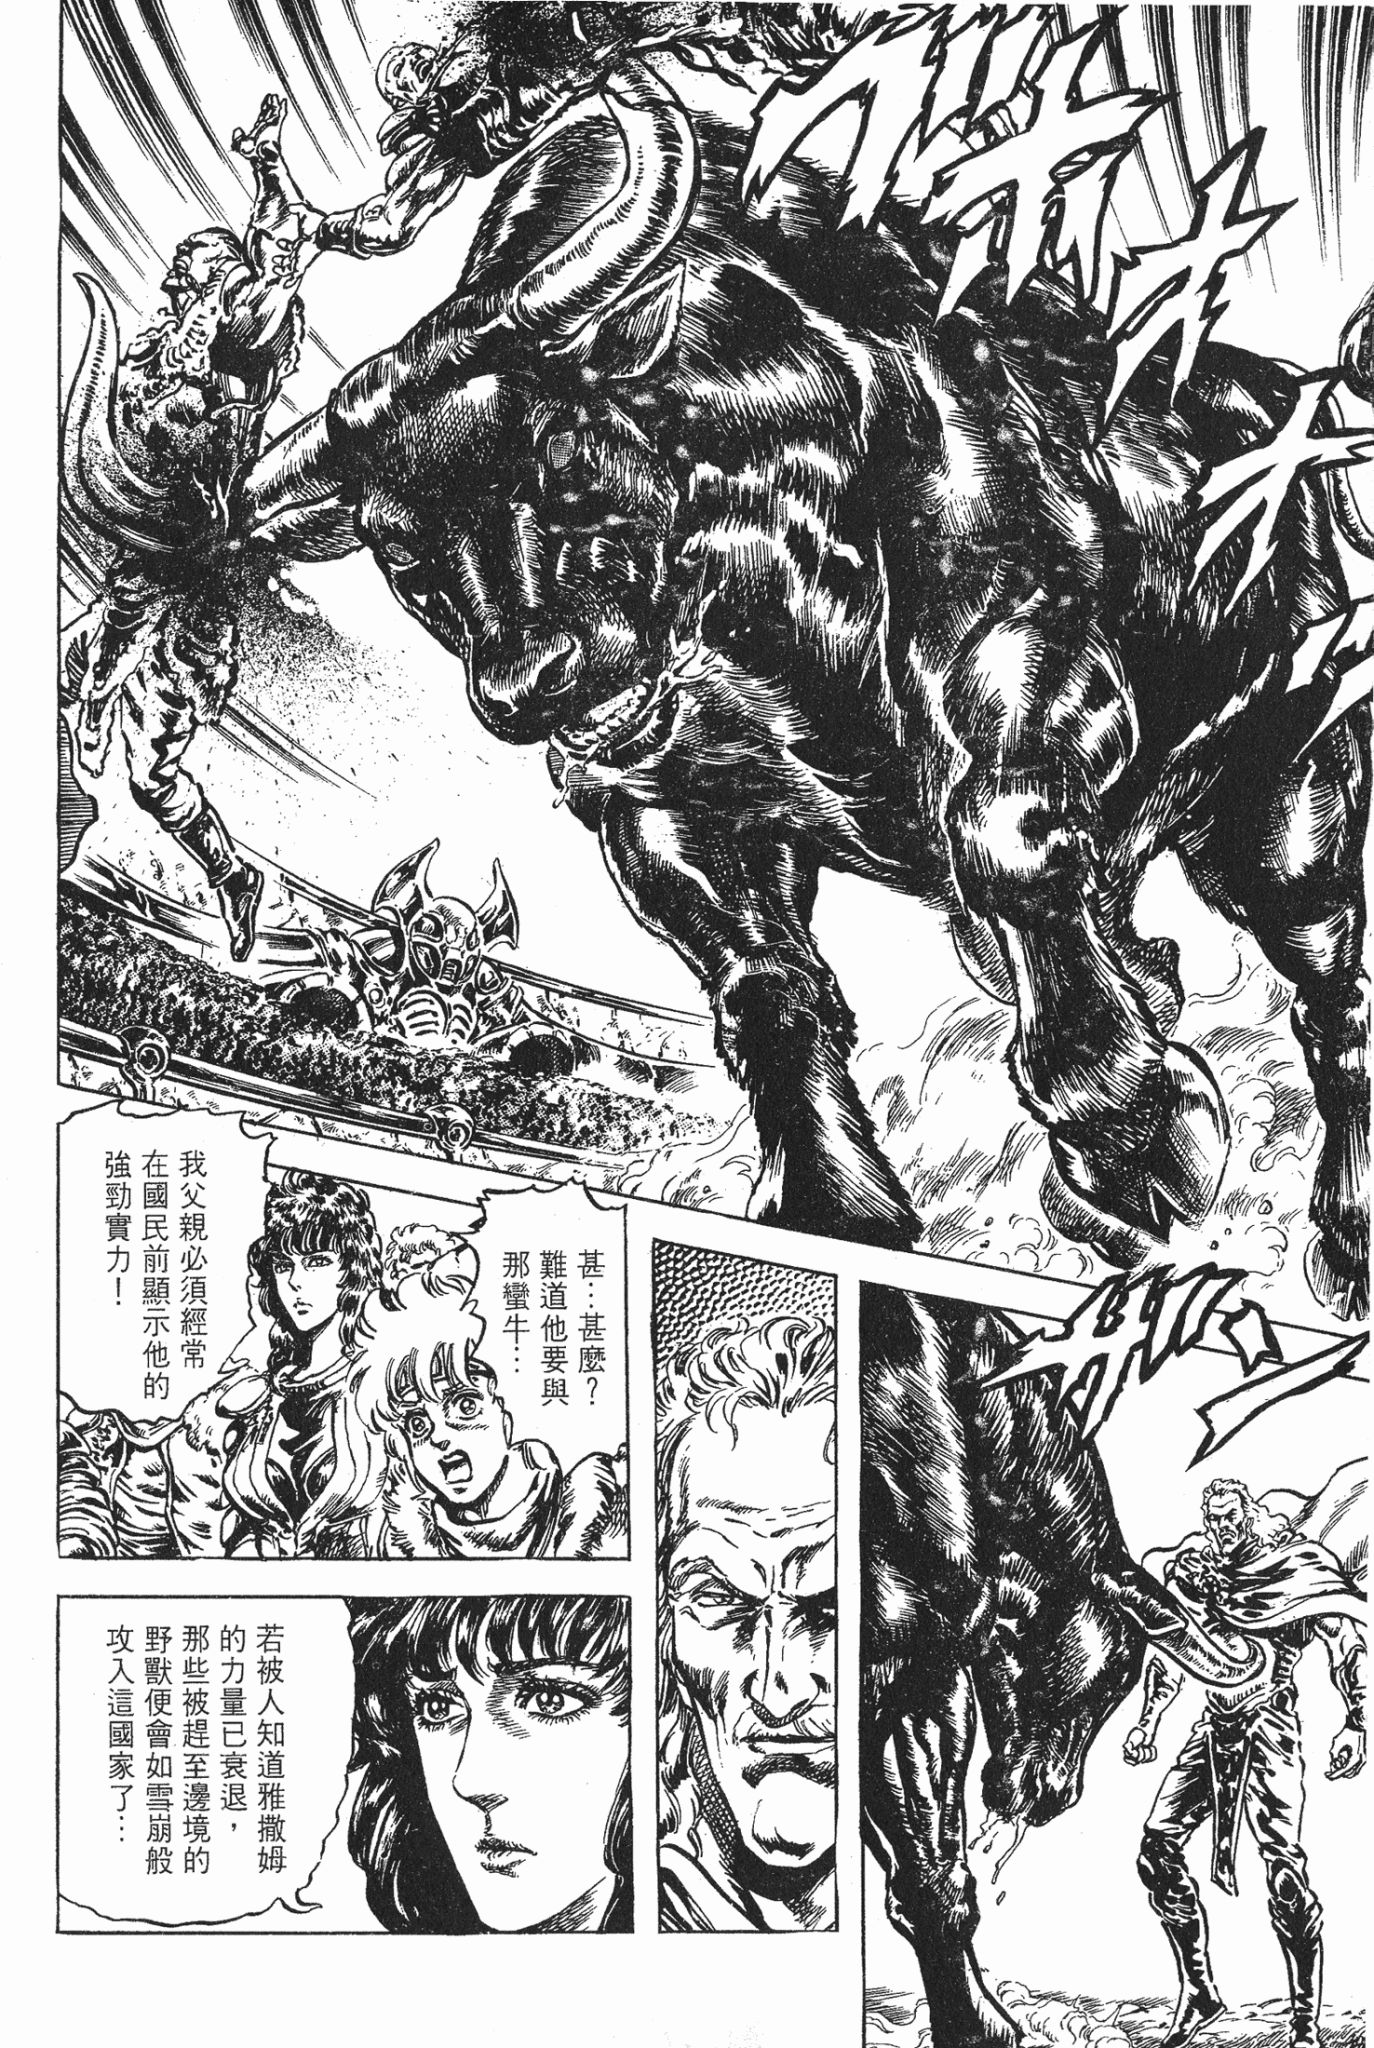 甚…甚麼？
難道他要與
那蠻牛…
我父親必須經常
在國民前顯示他的
強勁實力！
若被人知道雅撒姆
的力量已衰退，
那些被趕至邊境的
野獸便會如雪崩般
攻入這國家了…